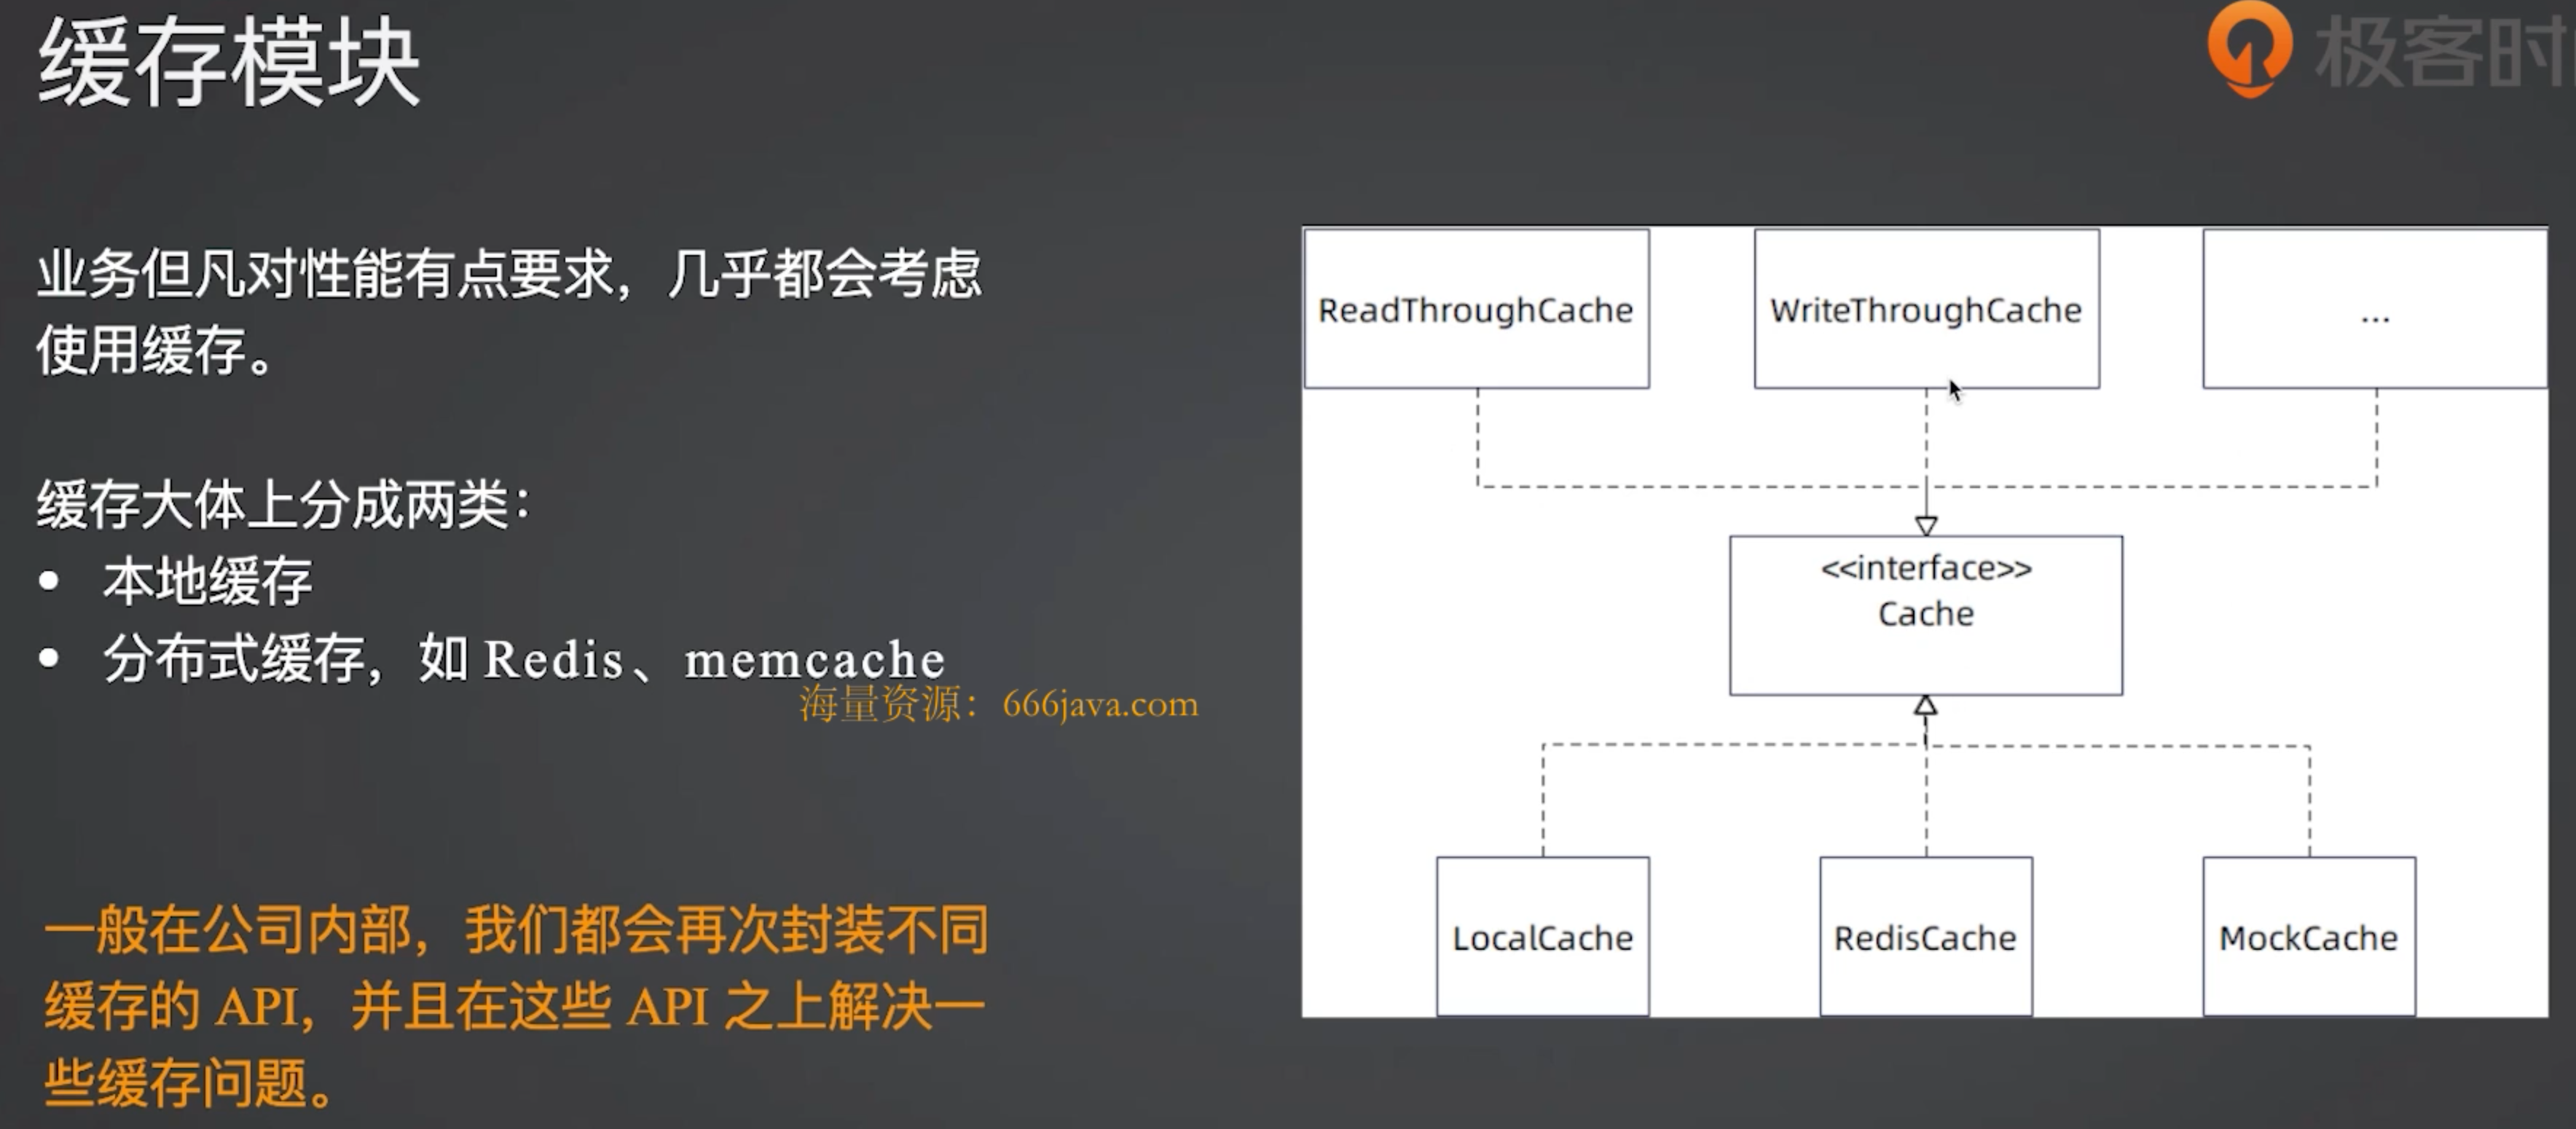 缓存模块
极客时间
业务但凡对性能有点要求，几乎都会考虑
使用缓存。
缓存大体上分成两类：
• 本地缓存
• 分布式缓存，如 Redis、memcache
海量资源：666java.com
一般在公司内部，我们都会再次封装不同
缓存的 API，并且在这些 API 之上解决一
些缓存问题。
ReadThroughCache
WriteThroughCache
...
<<interface>>
Cache
LocalCache
RedisCache
MockCache